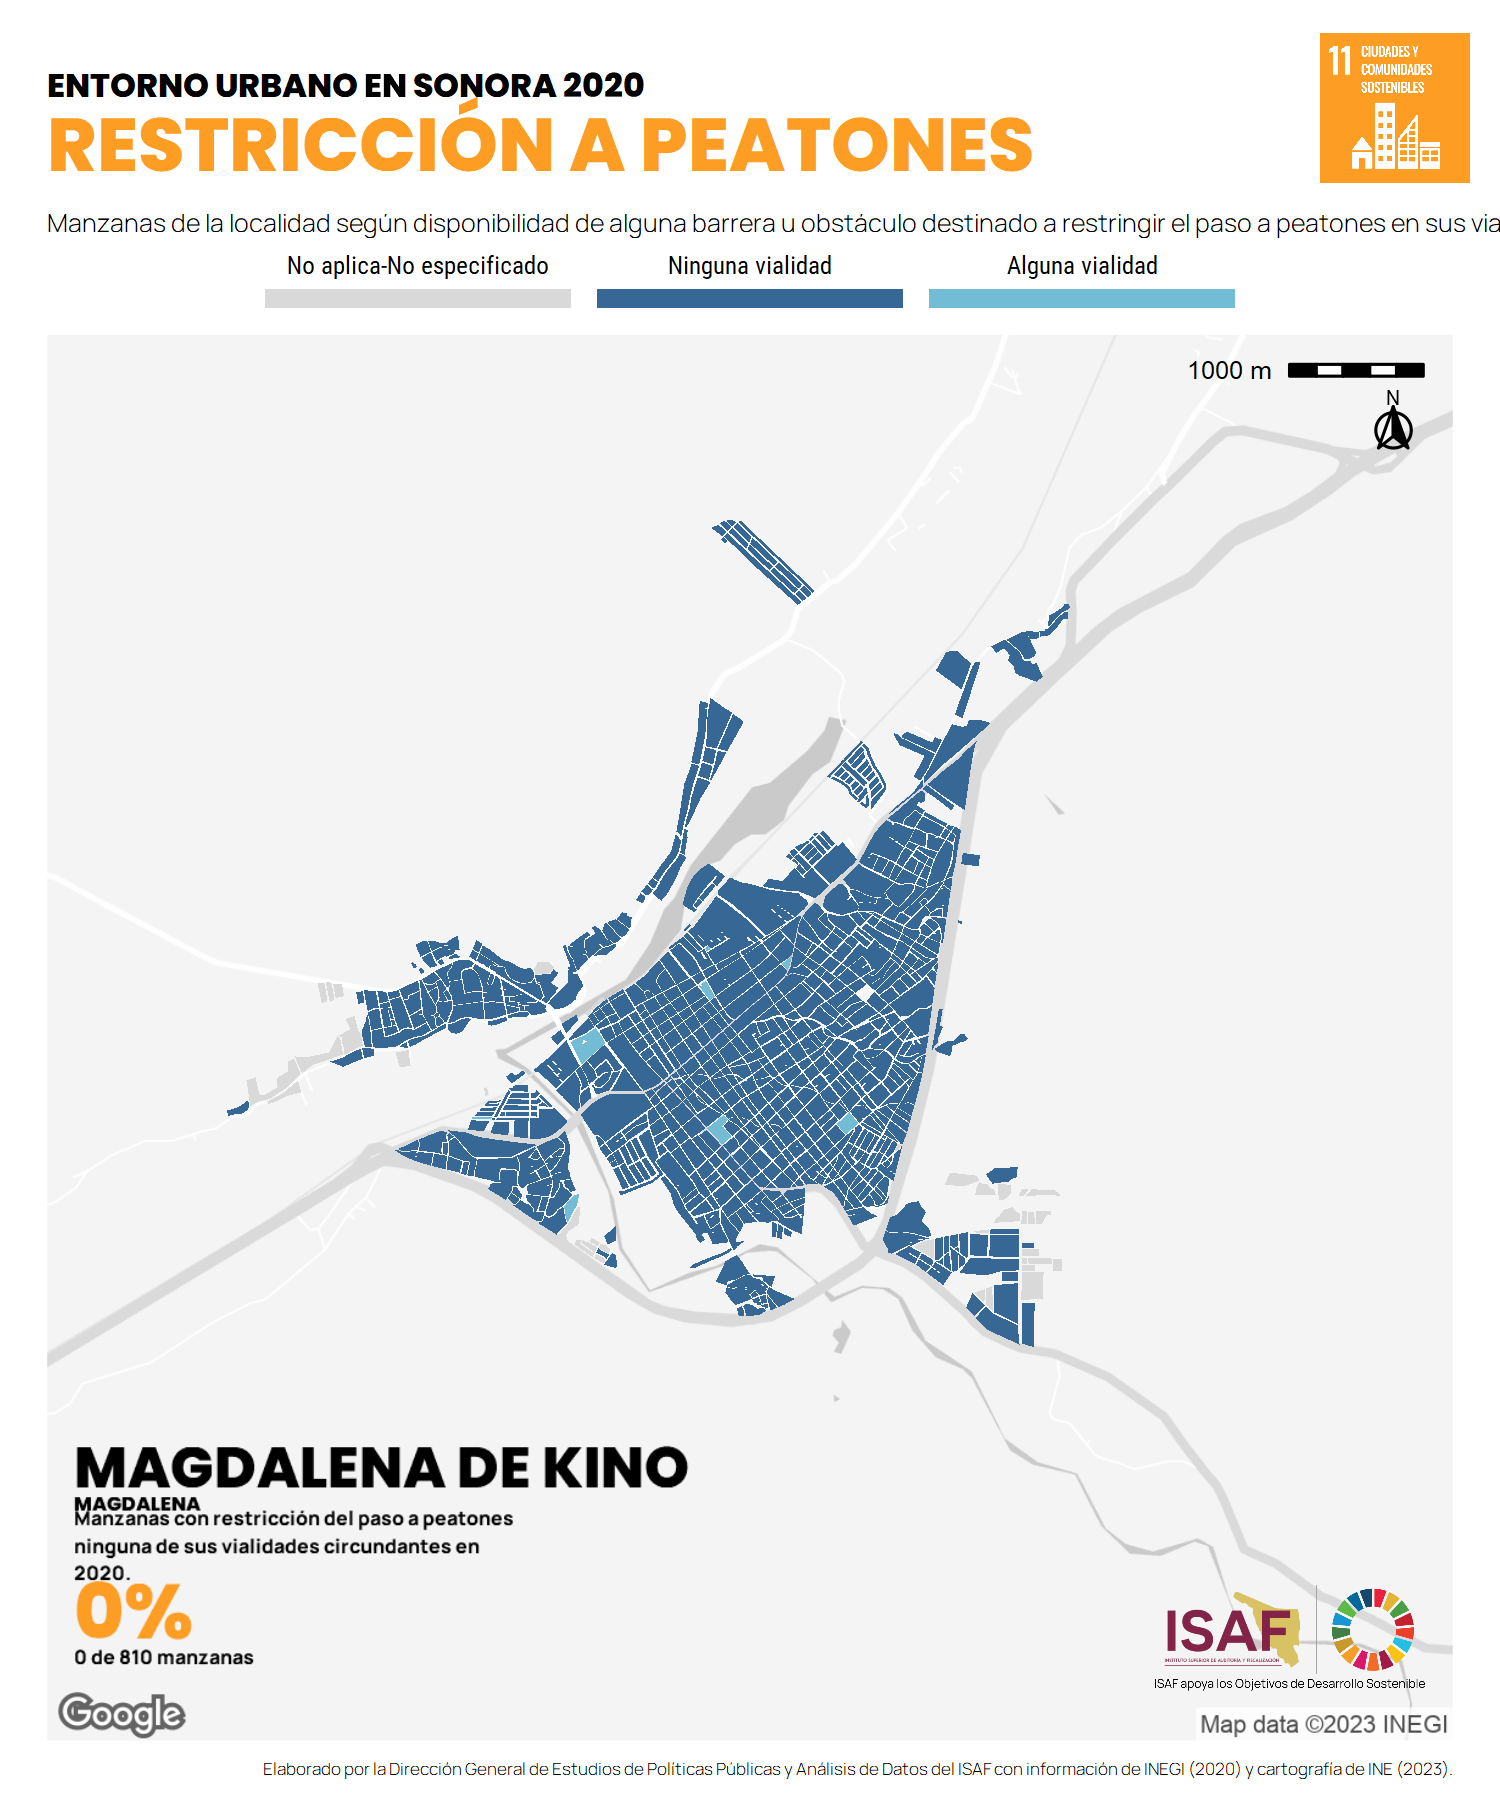 ENTORNO URBANO EN SONORA 2020
RESTRICCIÓN A PEATONES
11 CIUDADES Y
COMUNIDADES
SOSTENIBLES
Manzanas de la localidad según disponibilidad de alguna barrera u obstáculo destinado a restringir el paso a peatones en sus via
No aplica-No especificado
Ninguna vialidad
Alguna vialidad
1000 m
N
MAGDALENA DE KINO
MAGDALENA
Manzanas con restricción del paso a peatones
ninguna de sus vialidades circundantes en
2020.
0%
0 de 810 manzanas
ISAF
INSTITUTO SUPERIOR DE AUDITORÍA Y FISCALIZACIÓN
ISAF apoya los Objetivos de Desarrollo Sostenible
Google
Map data ©2023 INEGI
Elaborado por la Dirección General de Estudios de Políticas Públicas y Análisis de Datos del ISAF con información de INEGI (2020) y cartografía de INE (2023).